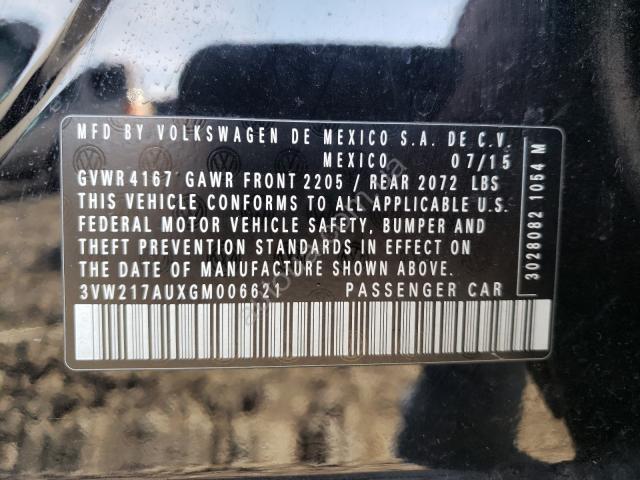 MFD BY VOLKSWAGEN DE MEXICO S.A. DE C.V.
MEXICO 07/15
GVWR 4167 GAWR FRONT 2205 / REAR 2072 LBS
THIS VEHICLE CONFORMS TO ALL APPLICABLE U.S.
FEDERAL MOTOR VEHICLE SAFETY, BUMPER AND
THEFT PREVENTION STANDARDS IN EFFECT ON
THE DATE OF MANUFACTURE SHOWN ABOVE.
3VW217AUXGM00662 PASSENGER CAR
3028082 1054 M